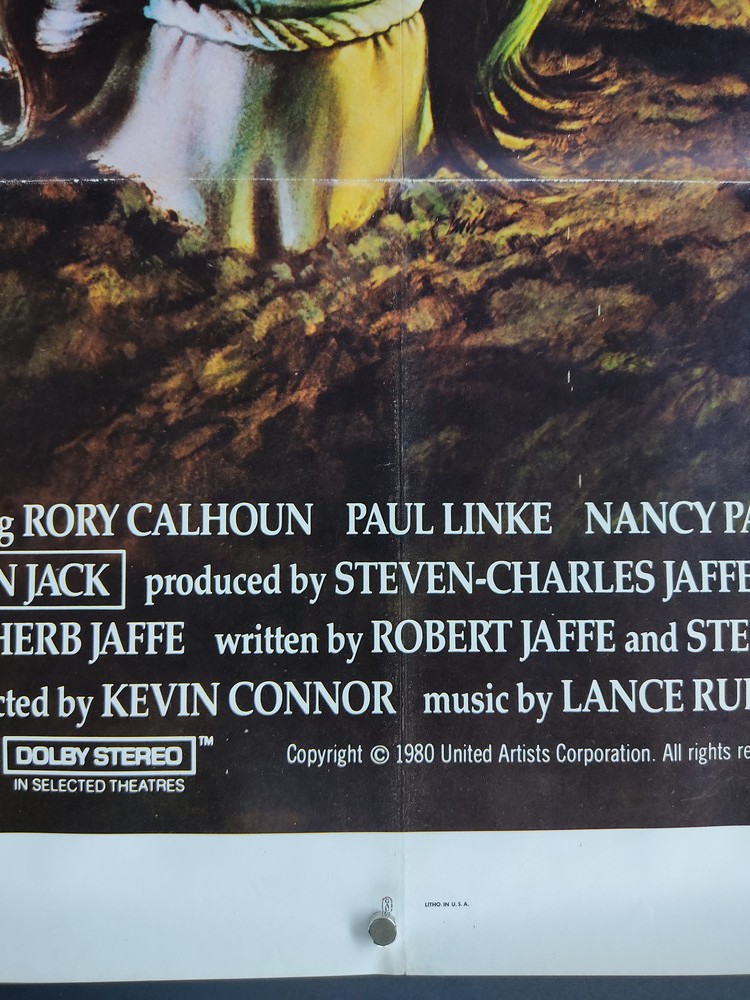 g RORY CALHOUN PAUL LINKE NANCY PA
N JACK produced by STEVEN-CHARLES JAFFE
HERB JAFFE written by ROBERT JAFFE and STE
cted by KEVIN CONNOR music by LANCE RU
DOLBY STEREO™
IN SELECTED THEATRES
Copyright © 1980 United Artists Corporation. All rights re
LITHO. IN U.S.A.